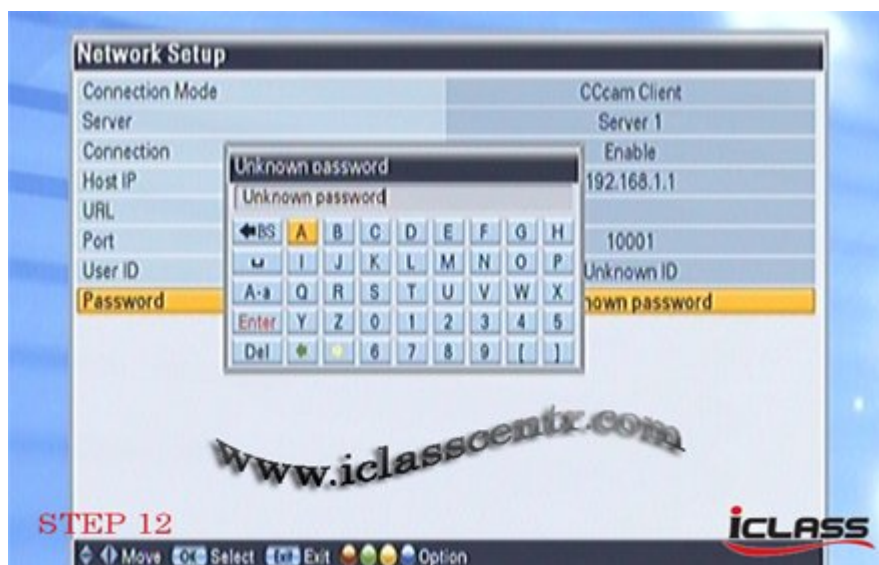 Network Setup
Connection Mode CCcam Client
Server Server 1
Connection Enable
Host IP 192.168.1.1
URL
Port 10001
User ID Unknown ID
Password nown password
Unknown password
Unknown password
BS A B C D E F G H
I J K L M N O P
A-a Q R S T U V W X
Enter Y Z 0 1 2 3 4 5
Del 6 7 8 9 [ ]
www.iclasscentr.com
STEP 12
iCLASS
Move OK Select Exit Exit Option